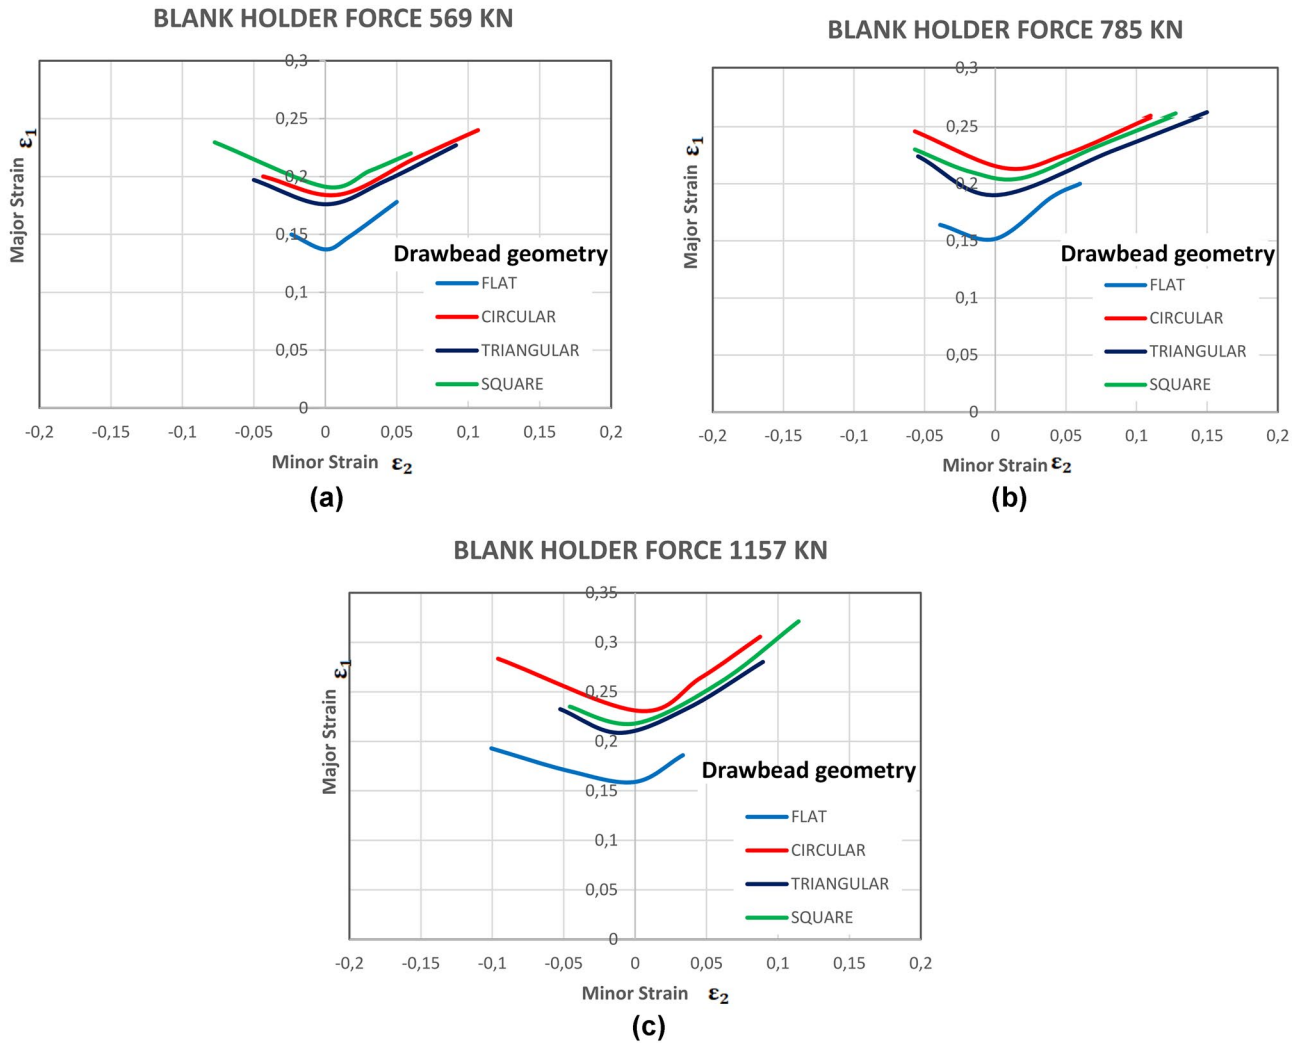 BLANK HOLDER FORCE 569 KN
0,3
0,25
0,2
0,15
0,1
0,05
0
-0,2 -0,15 -0,1 -0,05 0 0,05 0,1 0,15 0,2
Major Strain ε1
Minor Strain ε2
Drawbead geometry
FLAT
CIRCULAR
TRIANGULAR
SQUARE
(a)
BLANK HOLDER FORCE 785 KN
0,3
0,25
0,2
0,15
0,1
0,05
0
-0,2 -0,15 -0,1 -0,05 0 0,05 0,1 0,15 0,2
Major Strain ε1
Minor Strain ε2
Drawbead geometry
FLAT
CIRCULAR
TRIANGULAR
SQUARE
(b)
BLANK HOLDER FORCE 1157 KN
0,35
0,3
0,25
0,2
0,15
0,1
0,05
0
-0,2 -0,15 -0,1 -0,05 0 0,05 0,1 0,15 0,2
Major Strain ε1
Minor Strain ε2
Drawbead geometry
FLAT
CIRCULAR
TRIANGULAR
SQUARE
(c)